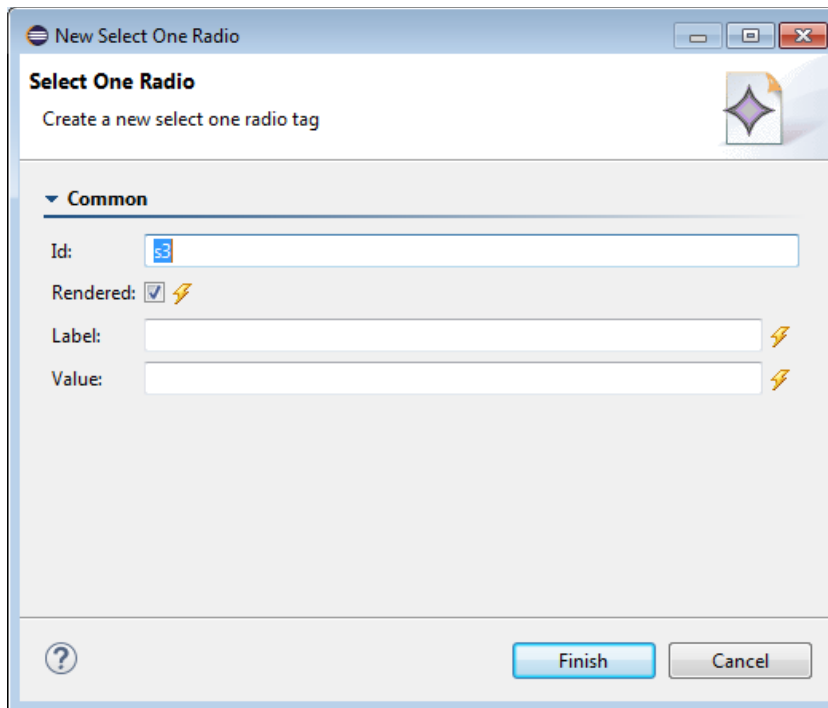 New Select One Radio
Select One Radio
Create a new select one radio tag
Common
Id: s3
Rendered:
Label:
Value:
?
Finish Cancel